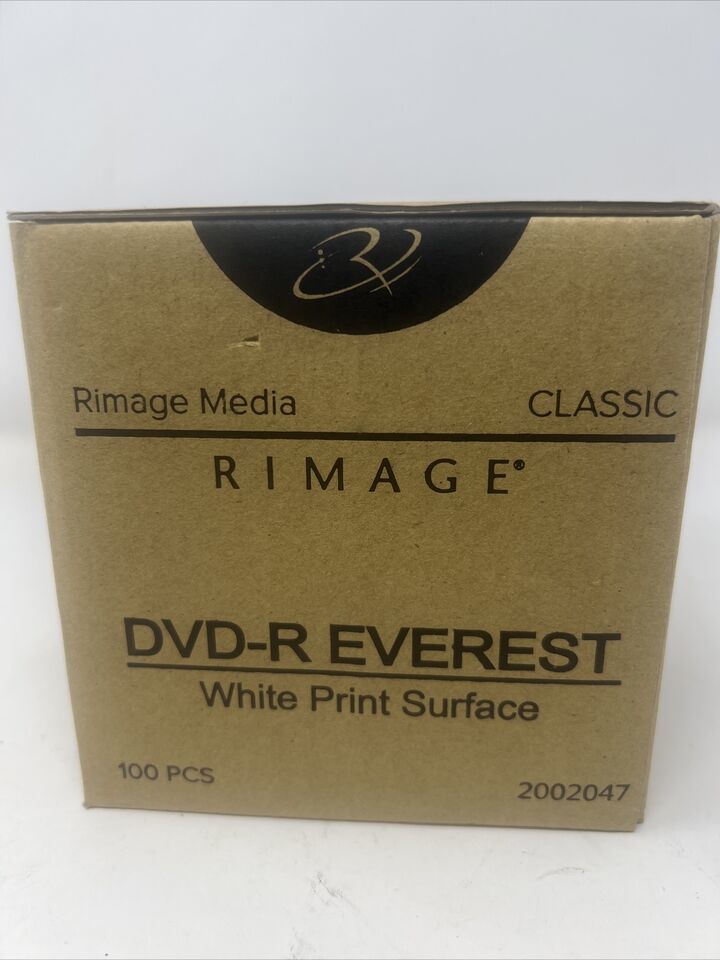 Rimage Media CLASSIC
RIMAGE®
DVD-R EVEREST
White Print Surface
100 PCS 2002047